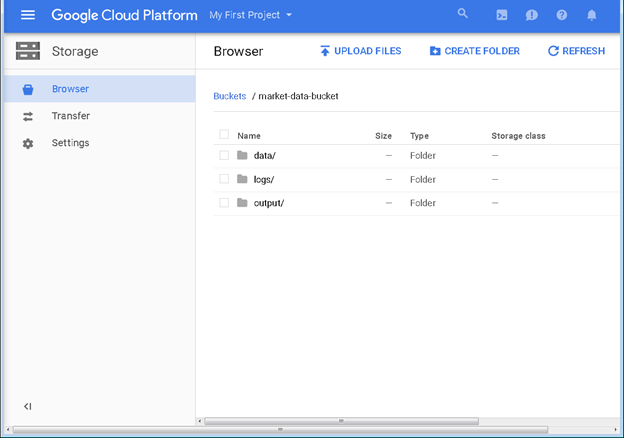 Google Cloud Platform My First Project
Storage Browser UPLOAD FILES CREATE FOLDER REFRESH
Browser
Transfer
Settings
Buckets / market-data-bucket
Name Size Type Storage class
data/ — Folder —
logs/ — Folder —
output/ — Folder —